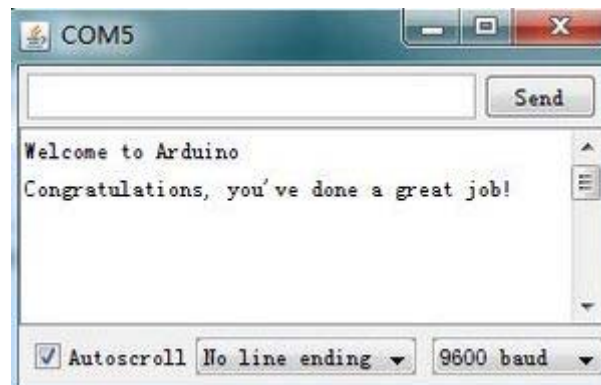 COM5
Send
Welcome to Arduino
Congratulations, you've done a great job!
Autoscroll No line ending 9600 baud